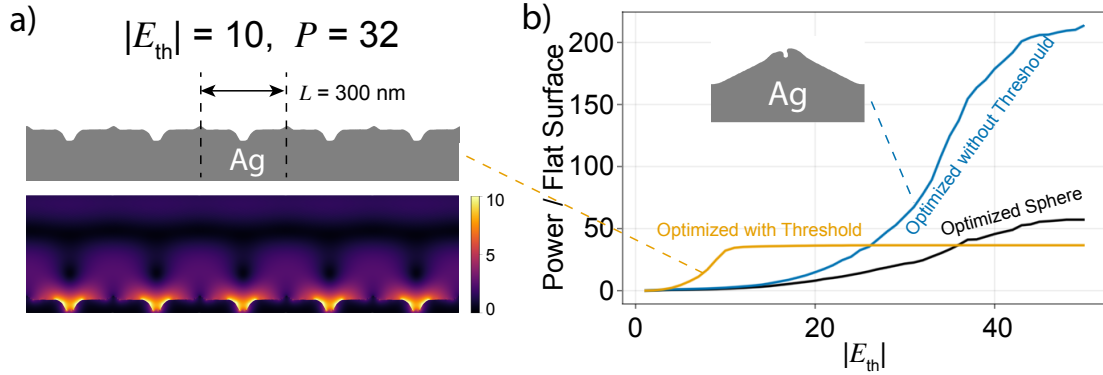 a)
|E_th| = 10, P = 32
L = 300 nm
Ag
10
5
0
b)
Power / Flat Surface
200
150
100
50
0
Ag
Optimized without Threshould
Optimized Sphere
Optimized with Threshold
0
20
40
|E_th|